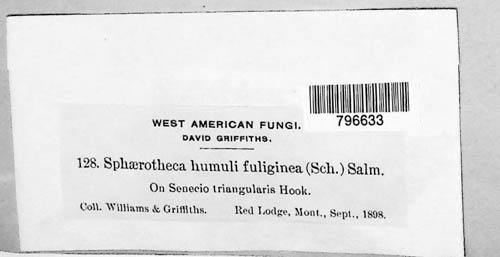 WEST AMERICAN FUNGI.
796633
DAVID GRIFFITHS.
128. Sphærotheca humuli fuliginea (Sch.) Salm.
On Senecio triangularis Hook.
Coll. Williams & Griffiths. Red Lodge, Mont., Sept., 1898.